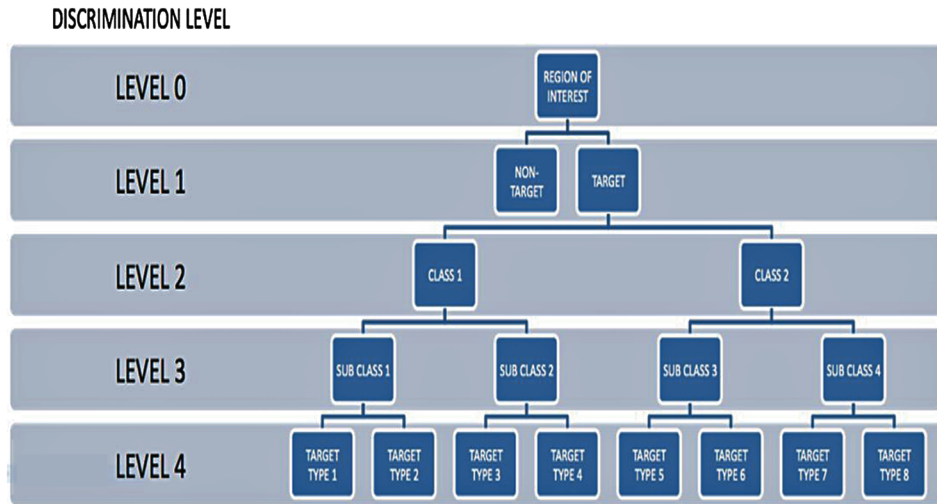 DISCRIMINATION LEVEL
LEVEL 0
REGION OF
INTEREST
LEVEL 1
NON-
TARGET
TARGET
LEVEL 2
CLASS 1
CLASS 2
LEVEL 3
SUB CLASS 1
SUB CLASS 2
SUB CLASS 3
SUB CLASS 4
LEVEL 4
TARGET
TYPE 1
TARGET
TYPE 2
TARGET
TYPE 3
TARGET
TYPE 4
TARGET
TYPE 5
TARGET
TYPE 6
TARGET
TYPE 7
TARGET
TYPE 8